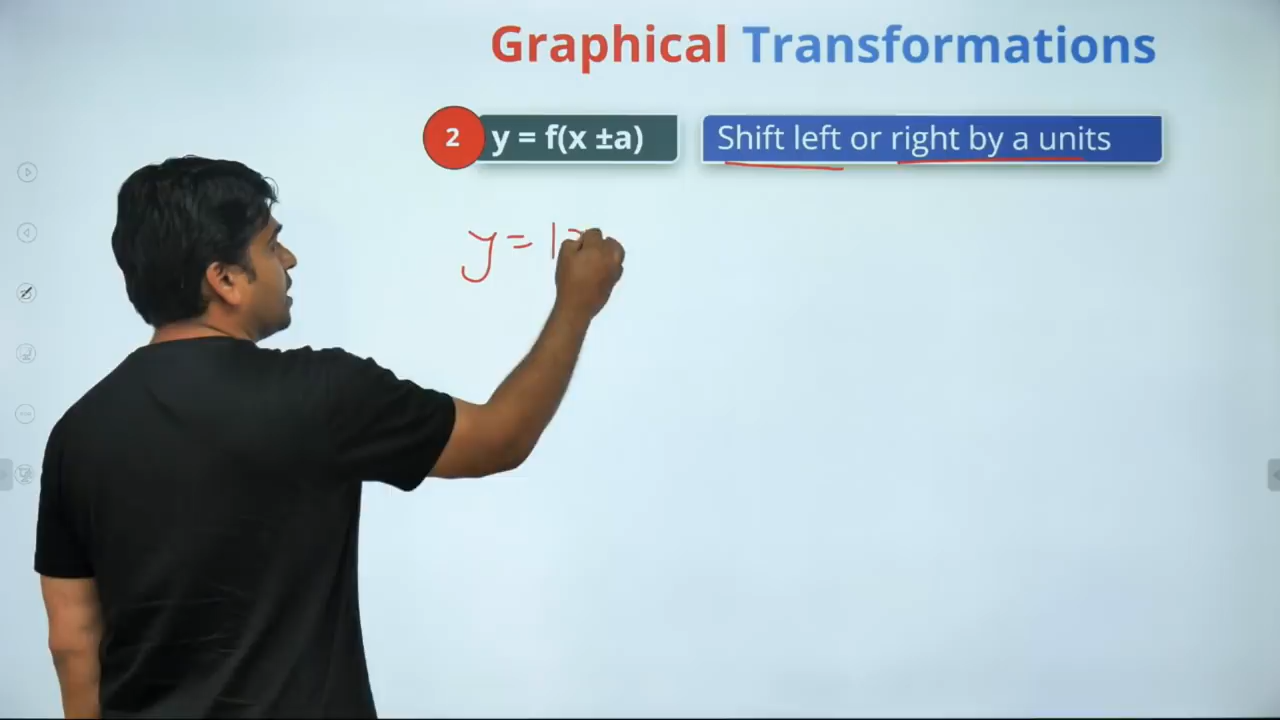 Graphical Transformations
2 y = f(x ±a) Shift left or right by a units
y = |